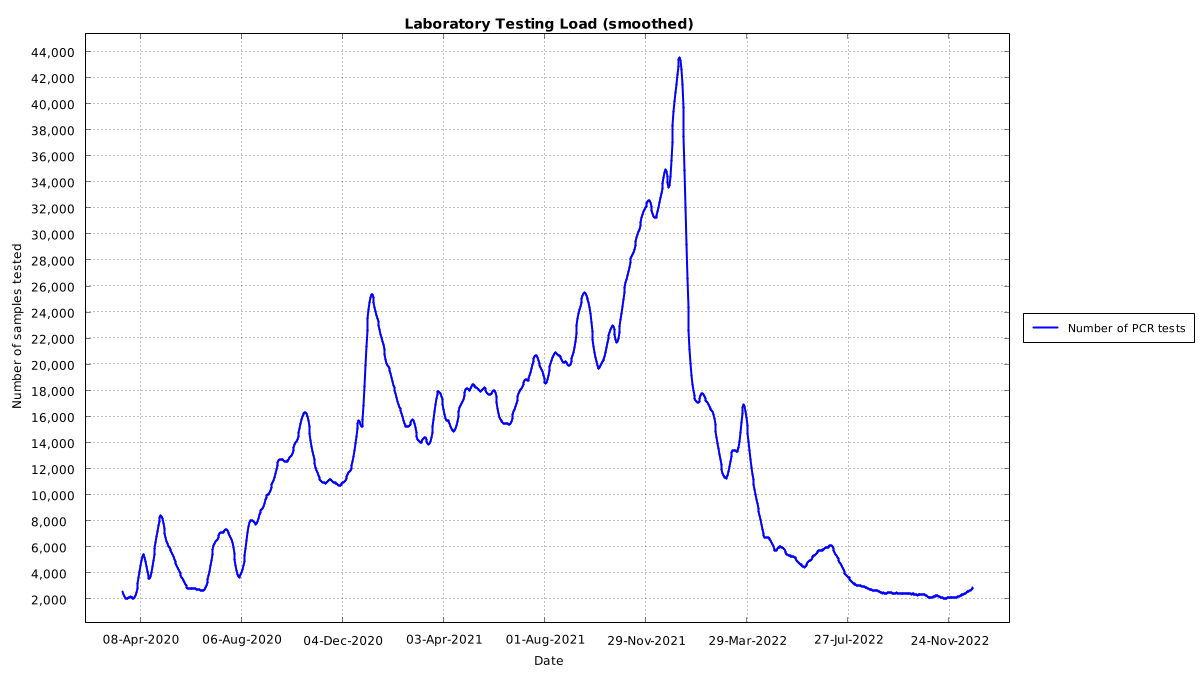 Laboratory Testing Load (smoothed)
44,000
42,000
40,000
38,000
36,000
34,000
32,000
30,000
28,000
26,000
24,000
22,000
20,000
18,000
16,000
14,000
12,000
10,000
8,000
6,000
4,000
2,000
Number of samples tested
08-Apr-2020
06-Aug-2020
04-Dec-2020
03-Apr-2021
01-Aug-2021
29-Nov-2021
29-Mar-2022
27-Jul-2022
24-Nov-2022
Date
Number of PCR tests